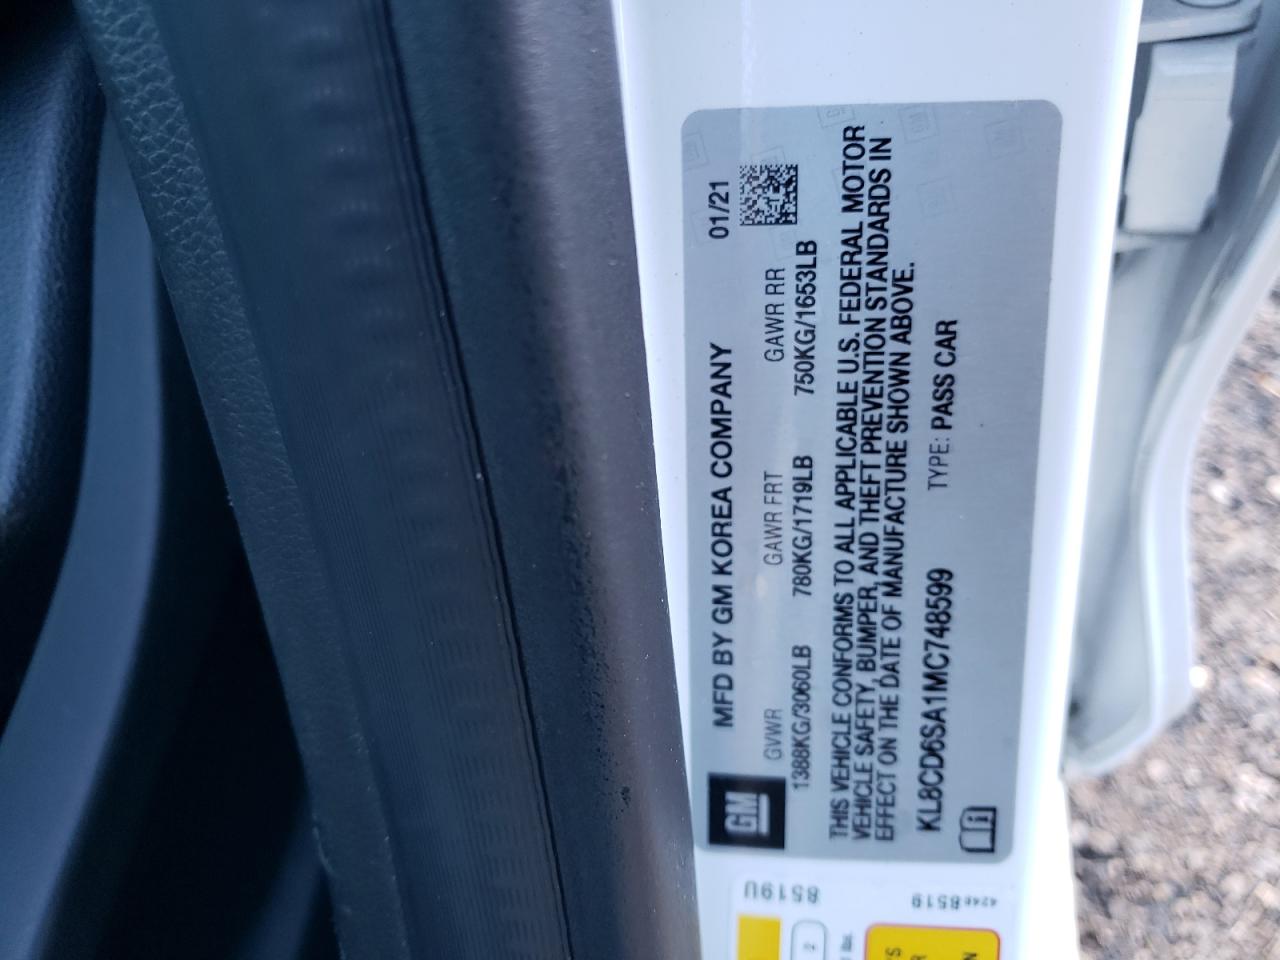 MFD BY GM KOREA COMPANY 01/21
GM
GVWR GAWR FRT GAWR RR
1388KG/3060LB 780KG/1719LB 750KG/1653LB
THIS VEHICLE CONFORMS TO ALL APPLICABLE U.S. FEDERAL MOTOR
VEHICLE SAFETY, BUMPER, AND THEFT PREVENTION STANDARDS IN
EFFECT ON THE DATE OF MANUFACTURE SHOWN ABOVE.
KL8CD6SA1MC748599 TYPE: PASS CAR
8519U
42468519
2